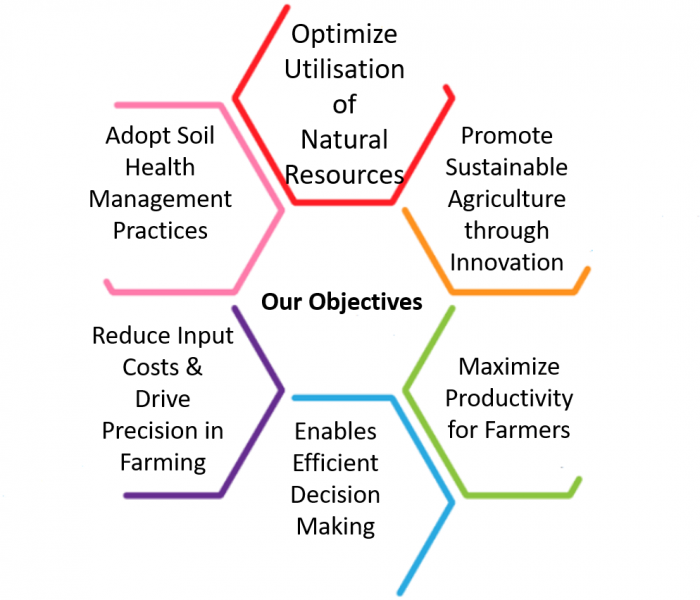 Optimize
Utilisation
of
Natural
Resources
Adopt Soil
Health
Management
Practices
Promote
Sustainable
Agriculture
through
Innovation
Our Objectives
Reduce Input
Costs &
Drive
Precision in
Farming
Maximize
Productivity
for Farmers
Enables
Efficient
Decision
Making